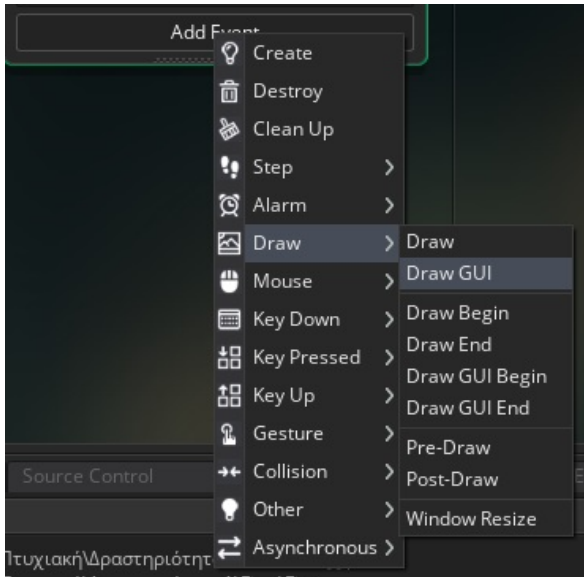 Add Event
Create
Destroy
Clean Up
Step
Alarm
Draw
Mouse
Key Down
Key Pressed
Key Up
Gesture
Collision
Other
Asynchronous
Draw
Draw GUI
Draw Begin
Draw End
Draw GUI Begin
Draw GUI End
Pre-Draw
Post-Draw
Window Resize
Source Control